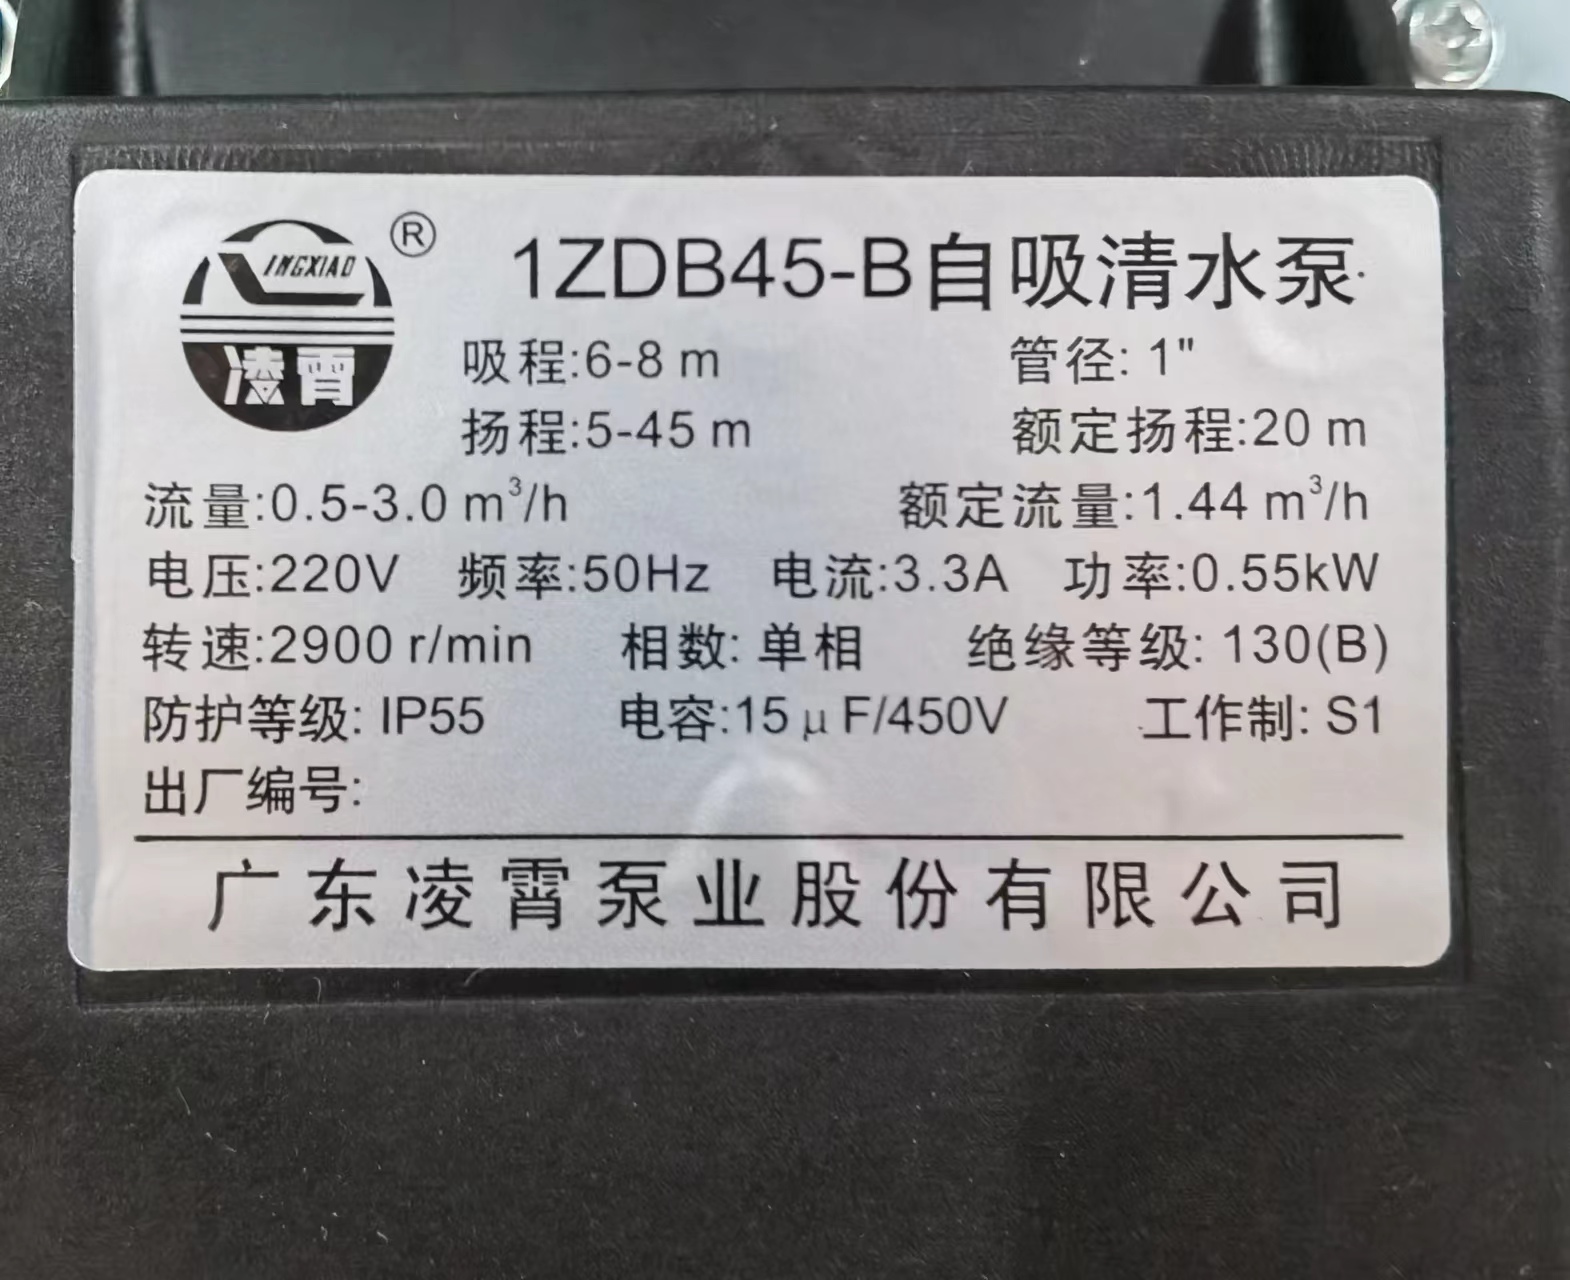 LINGXIAO ®
凌霄
1ZDB45-B自吸清水泵
吸程:6-8 m 管径: 1"
扬程:5-45 m 额定扬程:20 m
流量:0.5-3.0 m³/h 额定流量:1.44 m³/h
电压:220V 频率:50Hz 电流:3.3A 功率:0.55kW
转速:2900 r/min 相数: 单相 绝缘等级: 130(B)
防护等级: IP55 电容:15μF/450V 工作制: S1
出厂编号:
广东凌霄泵业股份有限公司